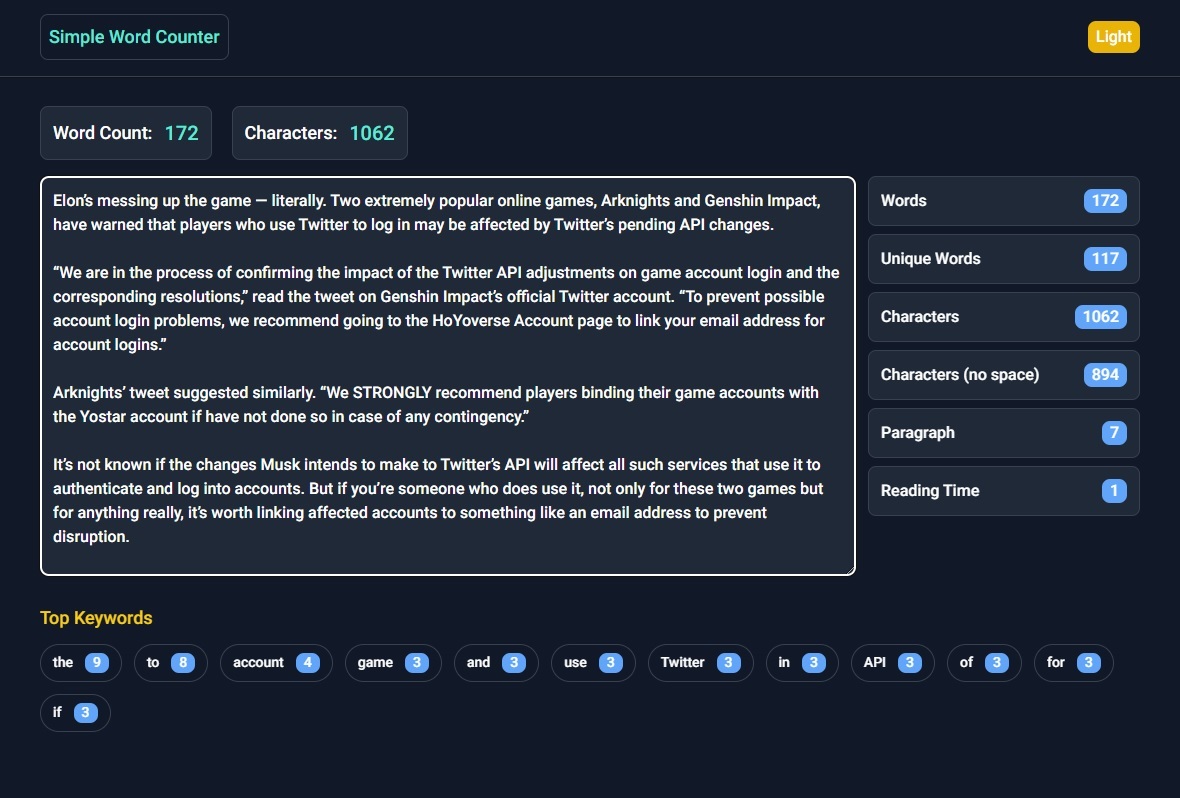 Simple Word Counter
Light
Word Count: 172
Characters: 1062
Elon’s messing up the game — literally. Two extremely popular online games, Arknights and Genshin Impact,
have warned that players who use Twitter to log in may be affected by Twitter’s pending API changes.
“We are in the process of confirming the impact of the Twitter API adjustments on game account login and the
corresponding resolutions,” read the tweet on Genshin Impact’s official Twitter account. “To prevent possible
account login problems, we recommend going to the HoYoverse Account page to link your email address for
account logins.”
Arknights’ tweet suggested similarly. “We STRONGLY recommend players binding their game accounts with
the Yostar account if have not done so in case of any contingency.”
It’s not known if the changes Musk intends to make to Twitter’s API will affect all such services that use it to
authenticate and log into accounts. But if you’re someone who does use it, not only for these two games but
for anything really, it’s worth linking affected accounts to something like an email address to prevent
disruption.
Words 172
Unique Words 117
Characters 1062
Characters (no space) 894
Paragraph 7
Reading Time 1
Top Keywords
the 9 to 8 account 4 game 3 and 3 use 3 Twitter 3 in 3 API 3 of 3 for 3
if 3